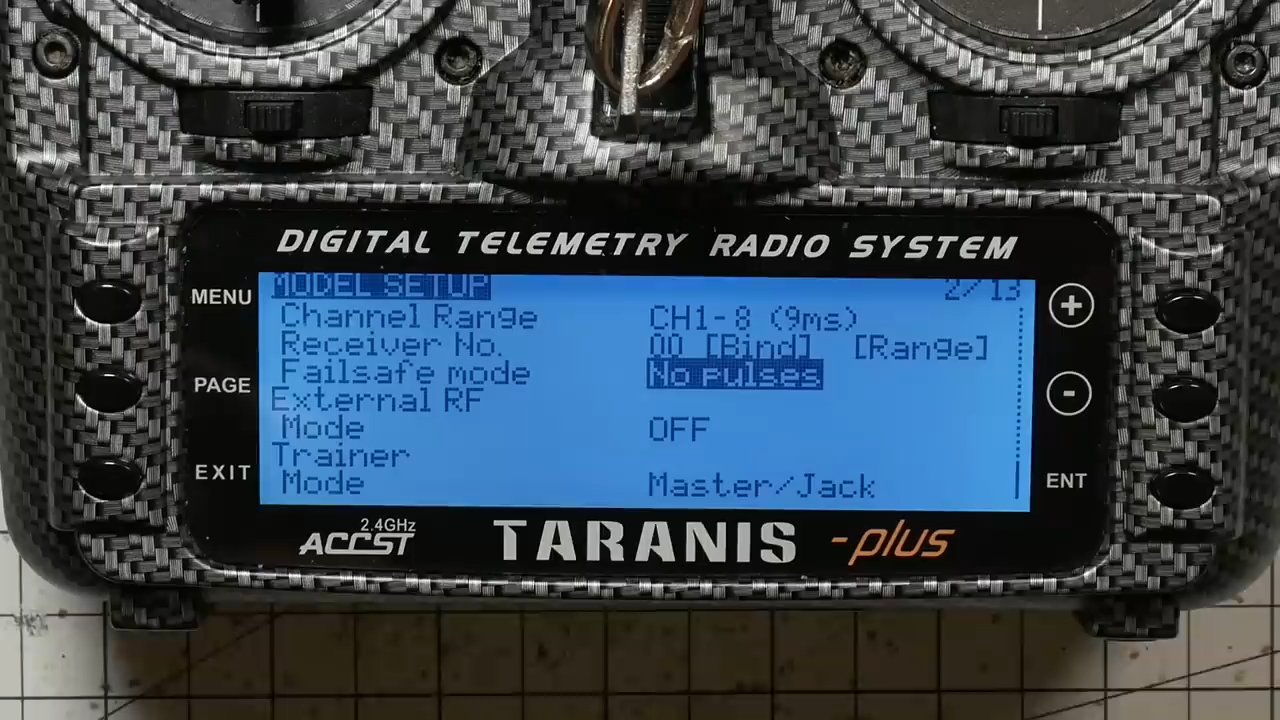 DIGITAL TELEMETRY RADIO SYSTEM
MENU
PAGE
EXIT
MODEL SETUP 2/13
Channel Range CH1-8 (9ms)
Receiver No. 00 [Bind] [Range]
Failsafe mode No pulses
External RF
Mode OFF
Trainer
Mode Master/Jack
+
-
ENT
2.4GHz
ACCST
TARANIS -plus